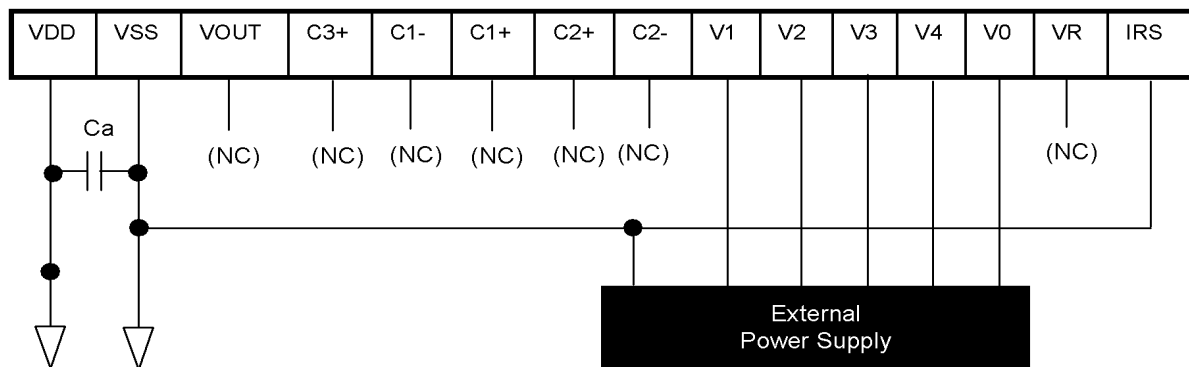 VDD VSS VOUT C3+ C1- C1+ C2+ C2- V1 V2 V3 V4 V0 VR IRS
Ca
(NC) (NC) (NC) (NC) (NC) (NC) (NC)
External
Power Supply